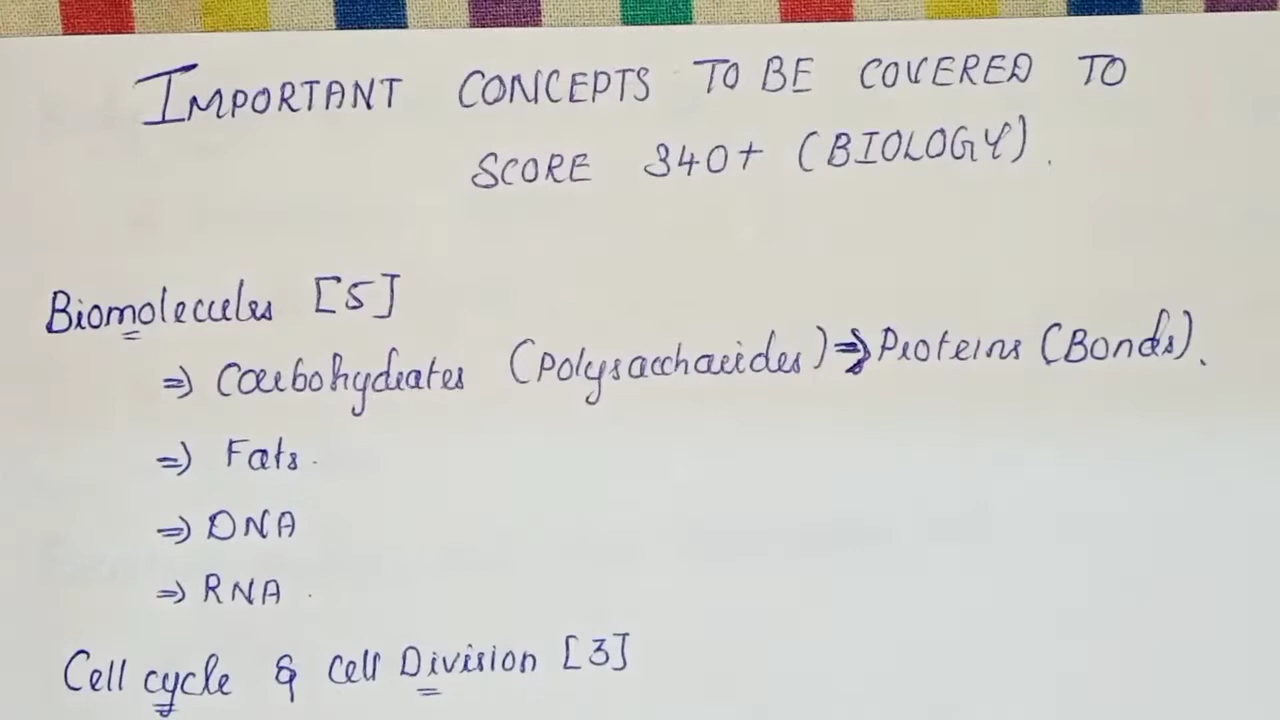 IMPORTANT CONCEPTS TO BE COVERED TO
SCORE 340+ (BIOLOGY).
Biomolecules [5]
⇒ Carbohydrates (Polysaccharides) ⇒ Proteins (Bonds).
⇒ Fats.
⇒ DNA
⇒ RNA.
Cell cycle & Cell Division [3]